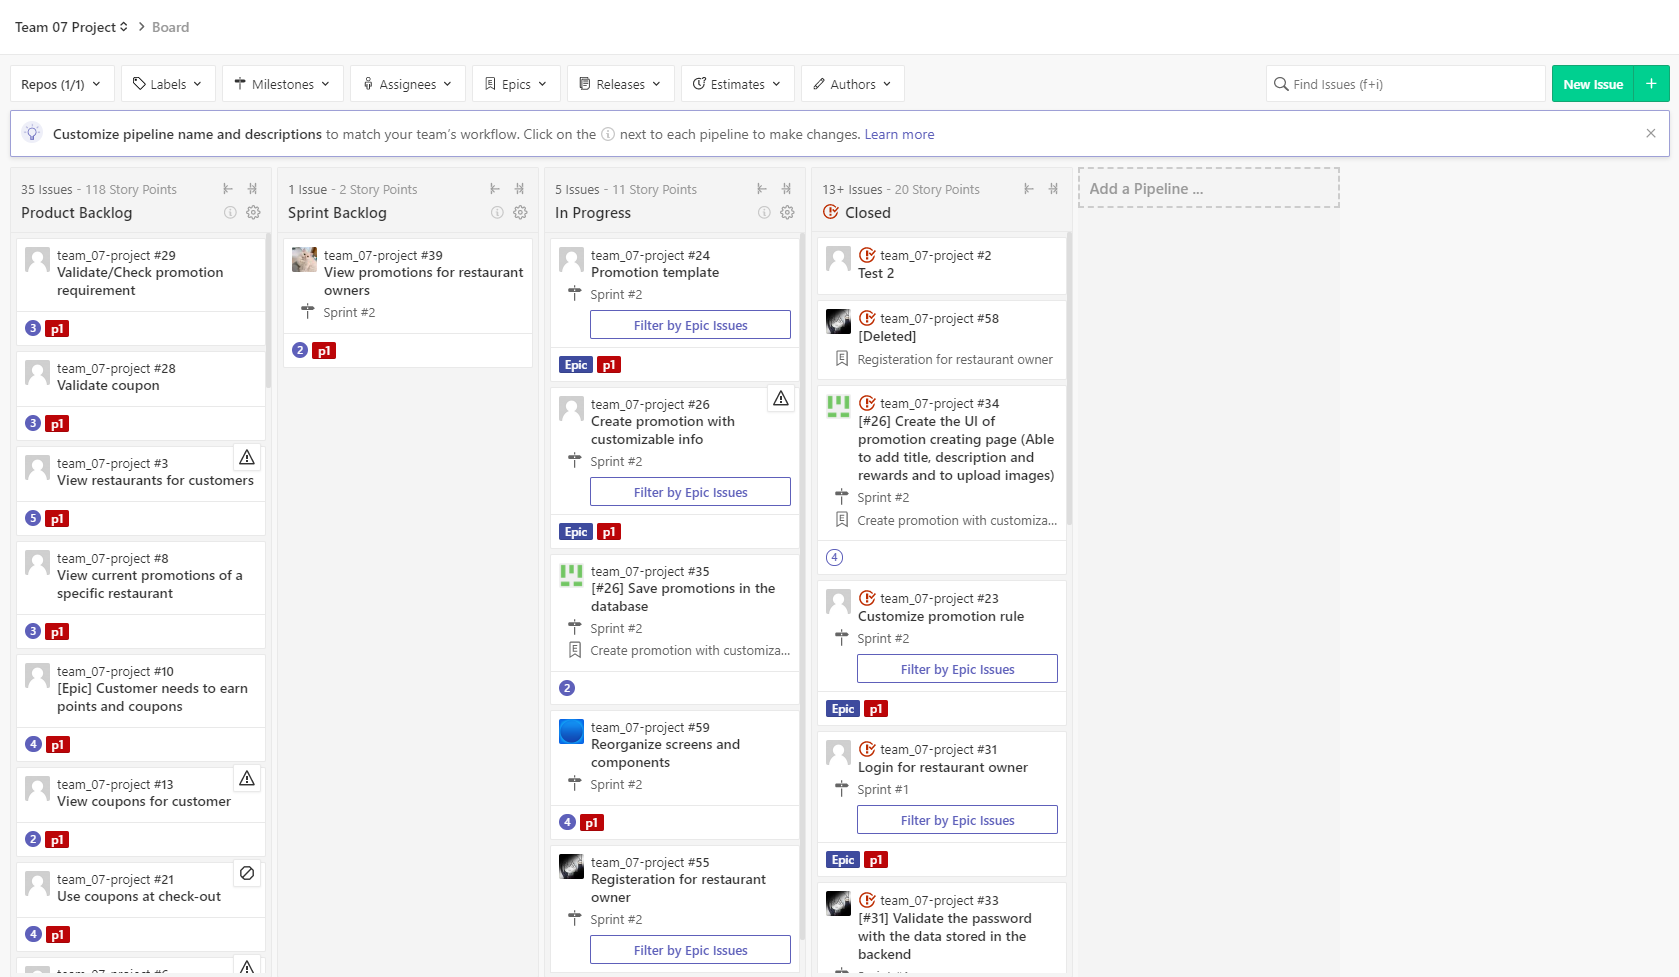 Team 07 Project > Board
Repos (1/1)
Labels
Milestones
Assignees
Epics
Releases
Estimates
Authors
Find Issues (f+i)
New Issue +
Customize pipeline name and descriptions to match your team's workflow. Click on the ⓘ next to each pipeline to make changes. Learn more
35 Issues - 118 Story Points
Product Backlog
team_07-project #29
Validate/Check promotion
requirement
3 p1
team_07-project #28
Validate coupon
3 p1
team_07-project #3
View restaurants for customers
5 p1
team_07-project #8
View current promotions of a
specific restaurant
3 p1
team_07-project #10
[Epic] Customer needs to earn
points and coupons
4 p1
team_07-project #13
View coupons for customer
2 p1
team_07-project #21
Use coupons at check-out
4 p1
1 Issue - 2 Story Points
Sprint Backlog
team_07-project #39
View promotions for restaurant
owners
Sprint #2
2 p1
5 Issues - 11 Story Points
In Progress
team_07-project #24
Promotion template
Sprint #2
Filter by Epic Issues
Epic p1
team_07-project #26
Create promotion with
customizable info
Sprint #2
Filter by Epic Issues
Epic p1
team_07-project #35
[#26] Save promotions in the
database
Sprint #2
Create promotion with customiza...
2
team_07-project #59
Reorganize screens and
components
Sprint #2
4 p1
team_07-project #55
Registeration for restaurant
owner
Sprint #2
Filter by Epic Issues
13+ Issues - 20 Story Points
Closed
team_07-project #2
Test 2
team_07-project #58
[Deleted]
Registeration for restaurant owner
team_07-project #34
[#26] Create the UI of
promotion creating page (Able
to add title, description and
rewards and to upload images)
Sprint #2
Create promotion with customiza...
4
team_07-project #23
Customize promotion rule
Sprint #2
Filter by Epic Issues
Epic p1
team_07-project #31
Login for restaurant owner
Sprint #1
Filter by Epic Issues
Epic p1
team_07-project #33
[#31] Validate the password
with the data stored in the
backend
Add a Pipeline ...